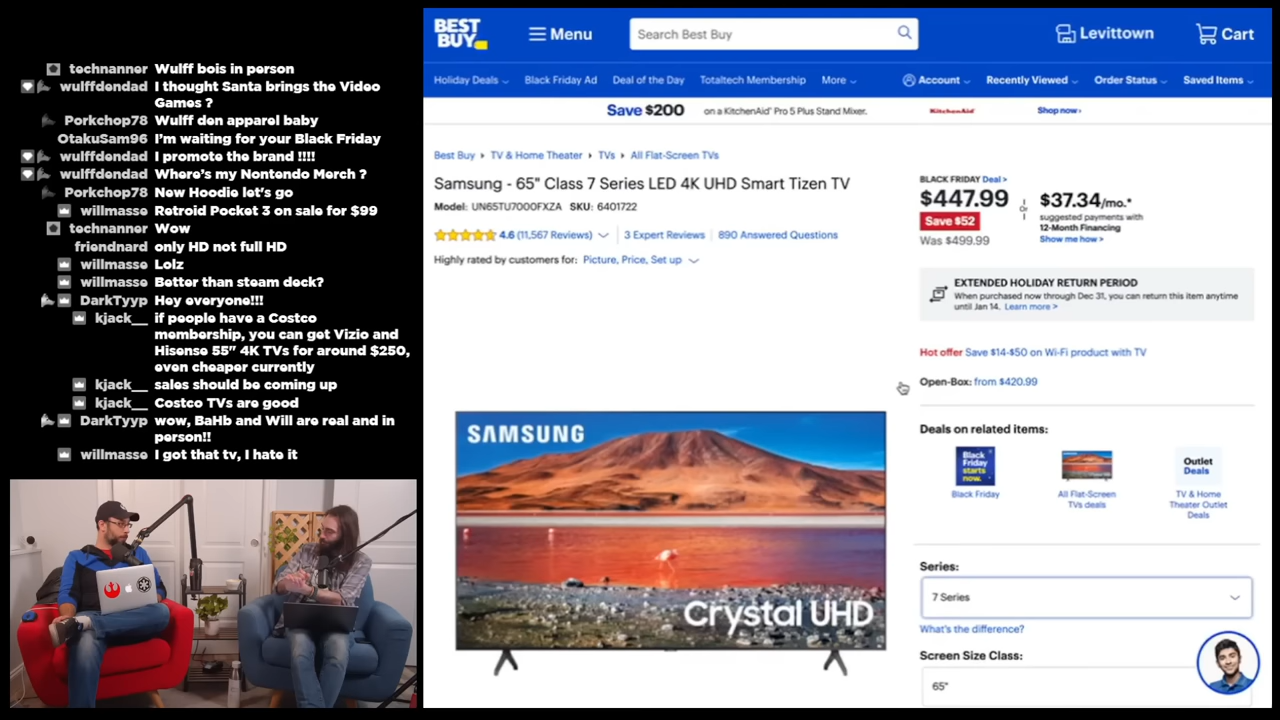 technanner Wulff bois in person
wulffdendad I thought Santa brings the Video
Games ?
Porkchop78 Wulff den apparel baby
OtakuSam96 I'm waiting for your Black Friday
wulffdendad I promote the brand !!!!
wulffdendad Where's my Nontendo Merch ?
Porkchop78 New Hoodie let's go
willmasse Retroid Pocket 3 on sale for $99
technanner Wow
frendnard only HD not full HD
willmasse Lolz
willmasse Better than steam deck?
DarkTyyp Hey everyone!!!
kjack__ if people have a Costco
membership, you can get Vizio and
Hisense 55" 4K TVs for around $250,
even cheaper currently
kjack__ sales should be coming up
kjack__ Costco TVs are good
DarkTyyp wow, BaHb and Will are real and in
person!!
willmasse I got that tv, I hate it
BEST
BUY
Menu
Search Best Buy
Levittown
Cart
Holiday Deals
Black Friday Ad
Deal of the Day
Totaltech Membership
More
Account
Recently Viewed
Order Status
Saved Items
Save $200 on a KitchenAid® Pro 5 Plus Stand Mixer. KitchenAid Shop now ›
Best Buy › TV & Home Theater › TVs › All Flat-Screen TVs
Samsung - 65" Class 7 Series LED 4K UHD Smart Tizen TV
Model: UN65TU7000FXZA SKU: 6401722
4.6 (11,567 Reviews) 3 Expert Reviews 890 Answered Questions
Highly rated by customers for: Picture, Price, Set up
SAMSUNG
Crystal UHD
BLACK FRIDAY Deal >
$447.99
Save $52
Was $499.99
Or
$37.34/mo.*
suggested payments with
12-Month Financing
Show me how >
EXTENDED HOLIDAY RETURN PERIOD
When purchased now through Dec 31, you can return this item anytime
until Jan 14. Learn more >
Hot offer Save $14-$50 on Wi-Fi product with TV
Open-Box: from $420.99
Deals on related items:
Black
Friday
starts
now.
Black Friday
All Flat-Screen
TVs deals
Outlet
Deals
TV & Home
Theater Outlet
Deals
Series:
7 Series
What's the difference?
Screen Size Class:
65"